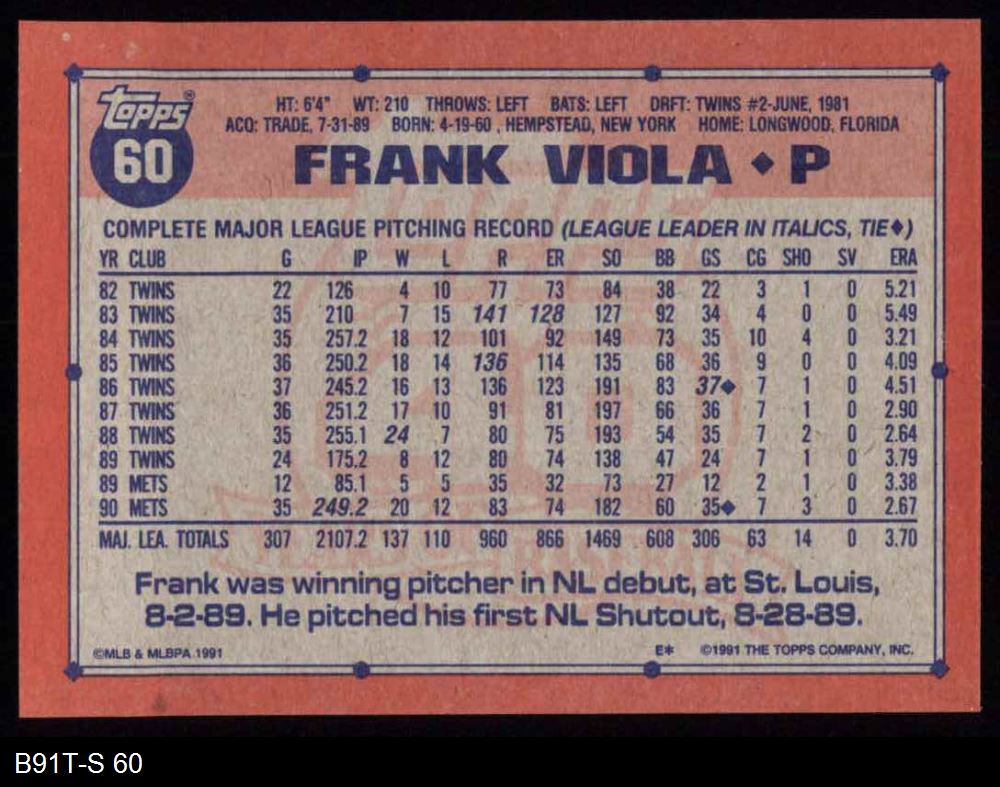 Topps®
60
HT: 6'4" WT: 210 THROWS: LEFT BATS: LEFT DRFT: TWINS #2-JUNE, 1981
ACQ: TRADE, 7-31-89 BORN: 4-19-60 , HEMPSTEAD, NEW YORK HOME: LONGWOOD, FLORIDA
FRANK VIOLA ◆ P
COMPLETE MAJOR LEAGUE PITCHING RECORD (LEAGUE LEADER IN ITALICS, TIE◆)
YR CLUB G IP W L R ER SO BB GS CG SHO SV ERA
82 TWINS 22 126 4 10 77 73 84 38 22 3 1 0 5.21
83 TWINS 35 210 7 15 141 128 127 92 34 4 0 0 5.49
84 TWINS 35 257.2 18 12 101 92 149 73 35 10 4 0 3.21
85 TWINS 36 250.2 18 14 136 114 135 68 36 9 0 0 4.09
86 TWINS 37 245.2 16 13 136 123 191 83 37◆ 7 1 0 4.51
87 TWINS 36 251.2 17 10 91 81 197 66 36 7 1 0 2.90
88 TWINS 35 255.1 24 7 80 75 193 54 35 7 2 0 2.64
89 TWINS 24 175.2 8 12 80 74 138 47 24 7 1 0 3.79
89 METS 12 85.1 5 5 35 32 73 27 12 2 1 0 3.38
90 METS 35 249.2 20 12 83 74 182 60 35◆ 7 3 0 2.67
MAJ. LEA. TOTALS 307 2107.2 137 110 960 866 1469 608 306 63 14 0 3.70
Frank was winning pitcher in NL debut, at St. Louis,
8-2-89. He pitched his first NL Shutout, 8-28-89.
©MLB & MLBPA 1991 E* ©1991 THE TOPPS COMPANY, INC.
B91T-S 60